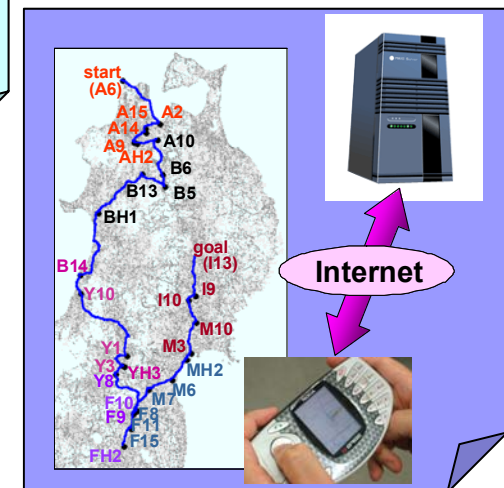 start
(A6)
A15
A2
A14
A10
A9
AH2
B6
B13
B5
BH1
goal
(I13)
B14
Y10
I9
I10
M10
Y1
M3
Y3
YH3
MH2
Y8
M6
M7
F10
F8
F9
F11
F15
FH2
Internet